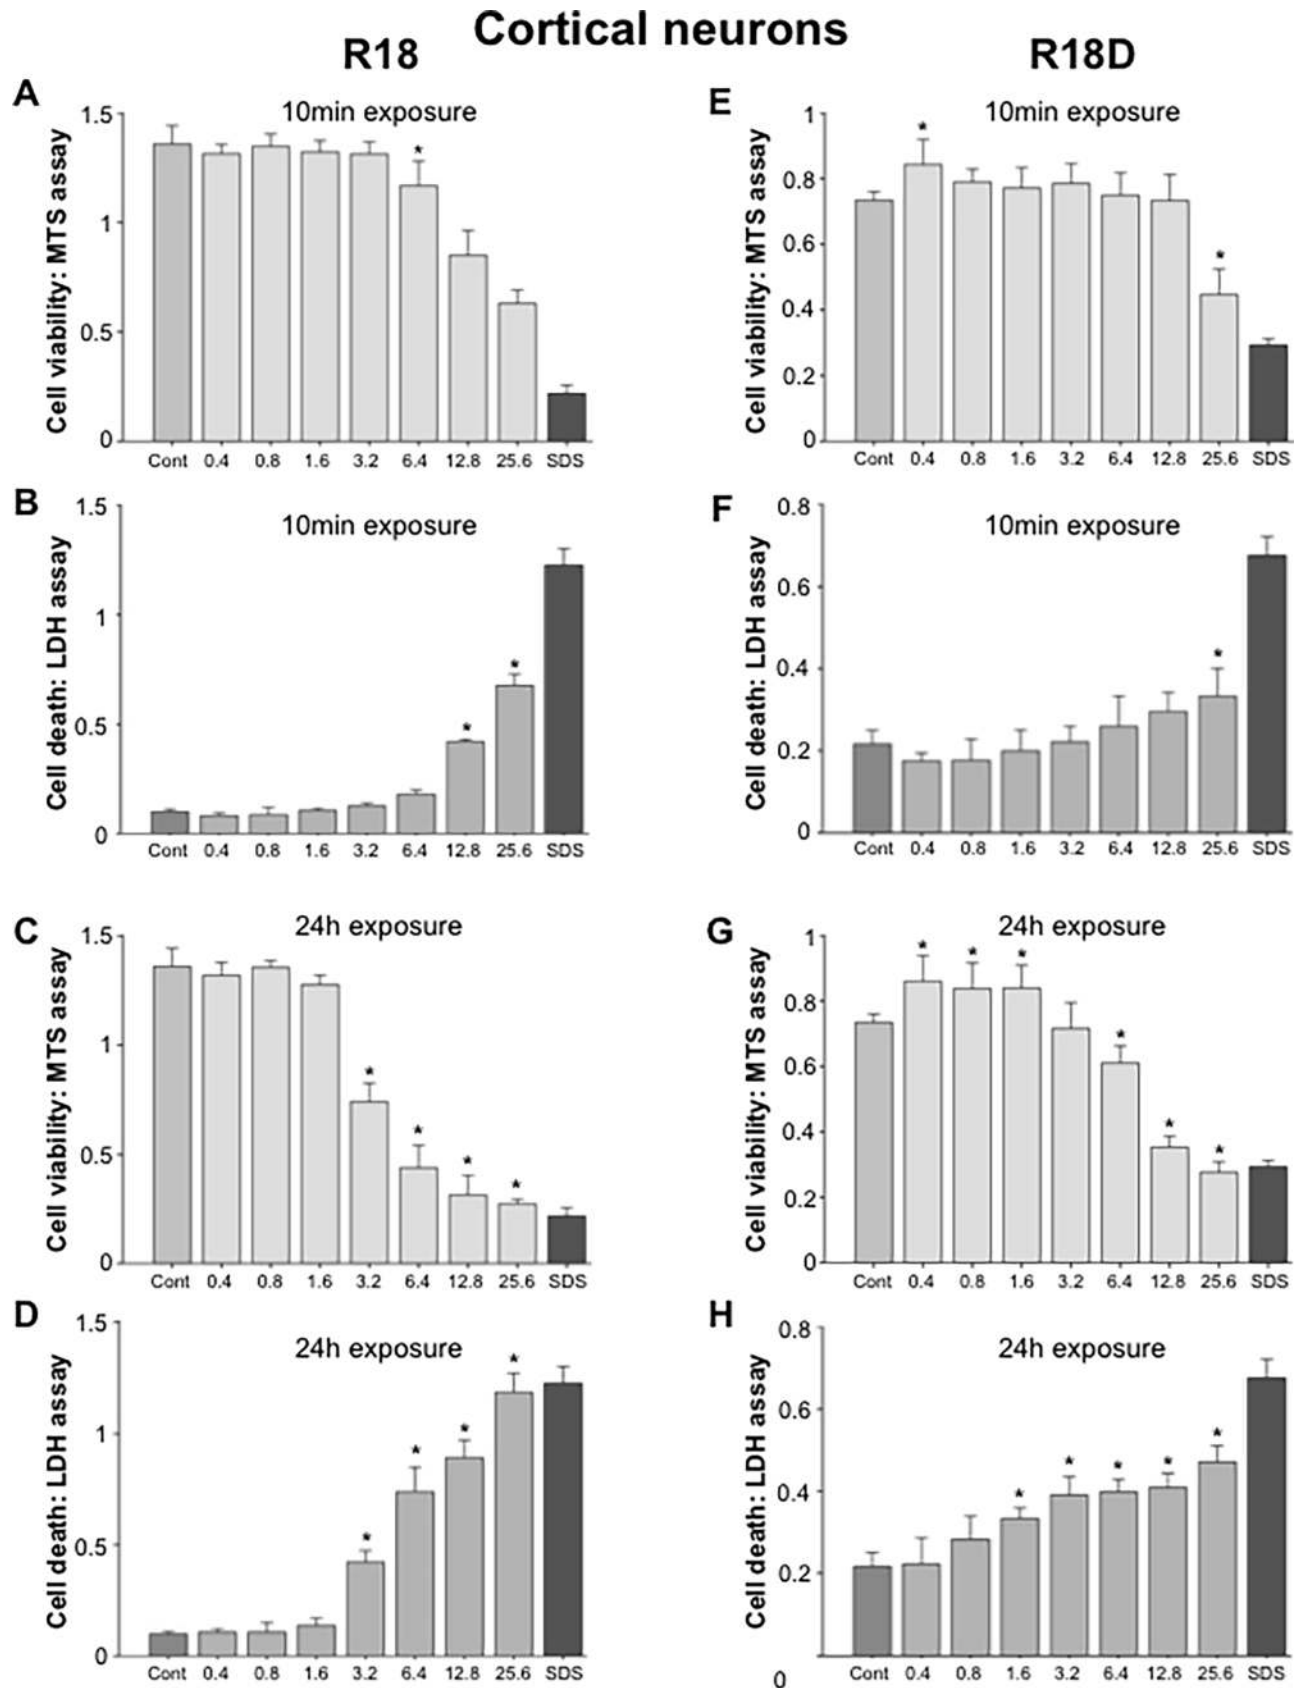 Cortical neurons
R18
R18D
A
10min exposure
Cell viability: MTS assay
1.5
1
0.5
0
Cont 0.4 0.8 1.6 3.2 6.4 12.8 25.6 SDS
*
B
10min exposure
Cell death: LDH assay
1.5
1
0.5
0
Cont 0.4 0.8 1.6 3.2 6.4 12.8 25.6 SDS
* *
C
24h exposure
Cell viability: MTS assay
1.5
1
0.5
0
Cont 0.4 0.8 1.6 3.2 6.4 12.8 25.6 SDS
* * * *
D
24h exposure
Cell death: LDH assay
1.5
1
0.5
0
Cont 0.4 0.8 1.6 3.2 6.4 12.8 25.6 SDS
* * * *
E
10min exposure
Cell viability: MTS assay
1
0.8
0.6
0.4
0.2
0
Cont 0.4 0.8 1.6 3.2 6.4 12.8 25.6 SDS
* *
F
10min exposure
Cell death: LDH assay
0.8
0.6
0.4
0.2
0
Cont 0.4 0.8 1.6 3.2 6.4 12.8 25.6 SDS
*
G
24h exposure
Cell viability: MTS assay
1
0.8
0.6
0.4
0.2
0
Cont 0.4 0.8 1.6 3.2 6.4 12.8 25.6 SDS
* * * * * *
H
24h exposure
Cell death: LDH assay
0.8
0.6
0.4
0.2
0
Cont 0.4 0.8 1.6 3.2 6.4 12.8 25.6 SDS
* * * * *